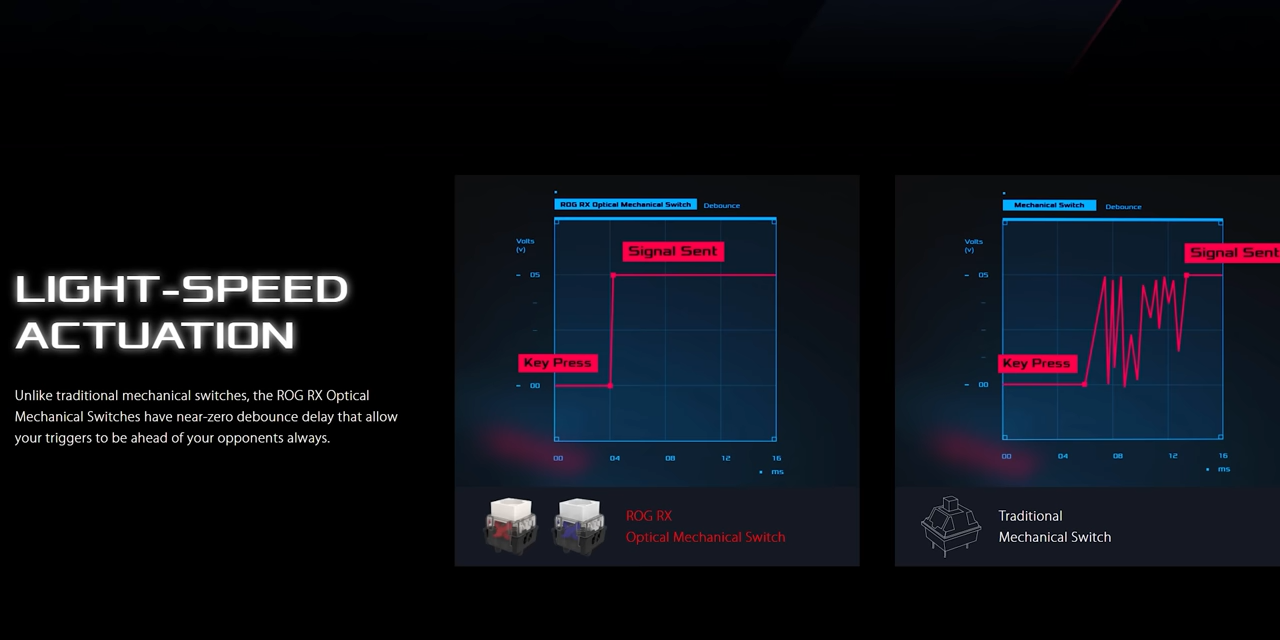 LIGHT-SPEED
ACTUATION
Unlike traditional mechanical switches, the ROG RX Optical
Mechanical Switches have near-zero debounce delay that allow
your triggers to be ahead of your opponents always.
ROG RX Optical Mechanical Switch Debounce
Volts
(v)
Signal Sent
05
Key Press
00
00 04 08 12 16
ms
ROG RX
Optical Mechanical Switch
Mechanical Switch Debounce
Volts
(v)
Signal Sent
05
Key Press
00
00 04 08 12 16
ms
Traditional
Mechanical Switch